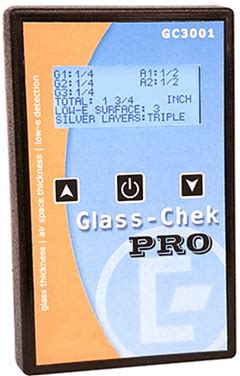 GC3001
G1:1/4 A1:1/2
G2:1/4 A2:1/2
G3:1/4
TOTAL: 1 3/4 INCH
LOW-E SURFACE: 3
SILVER LAYERS:TRIPLE
Glass-Chek
PRO
glass thickness | air space thickness | low-e detection